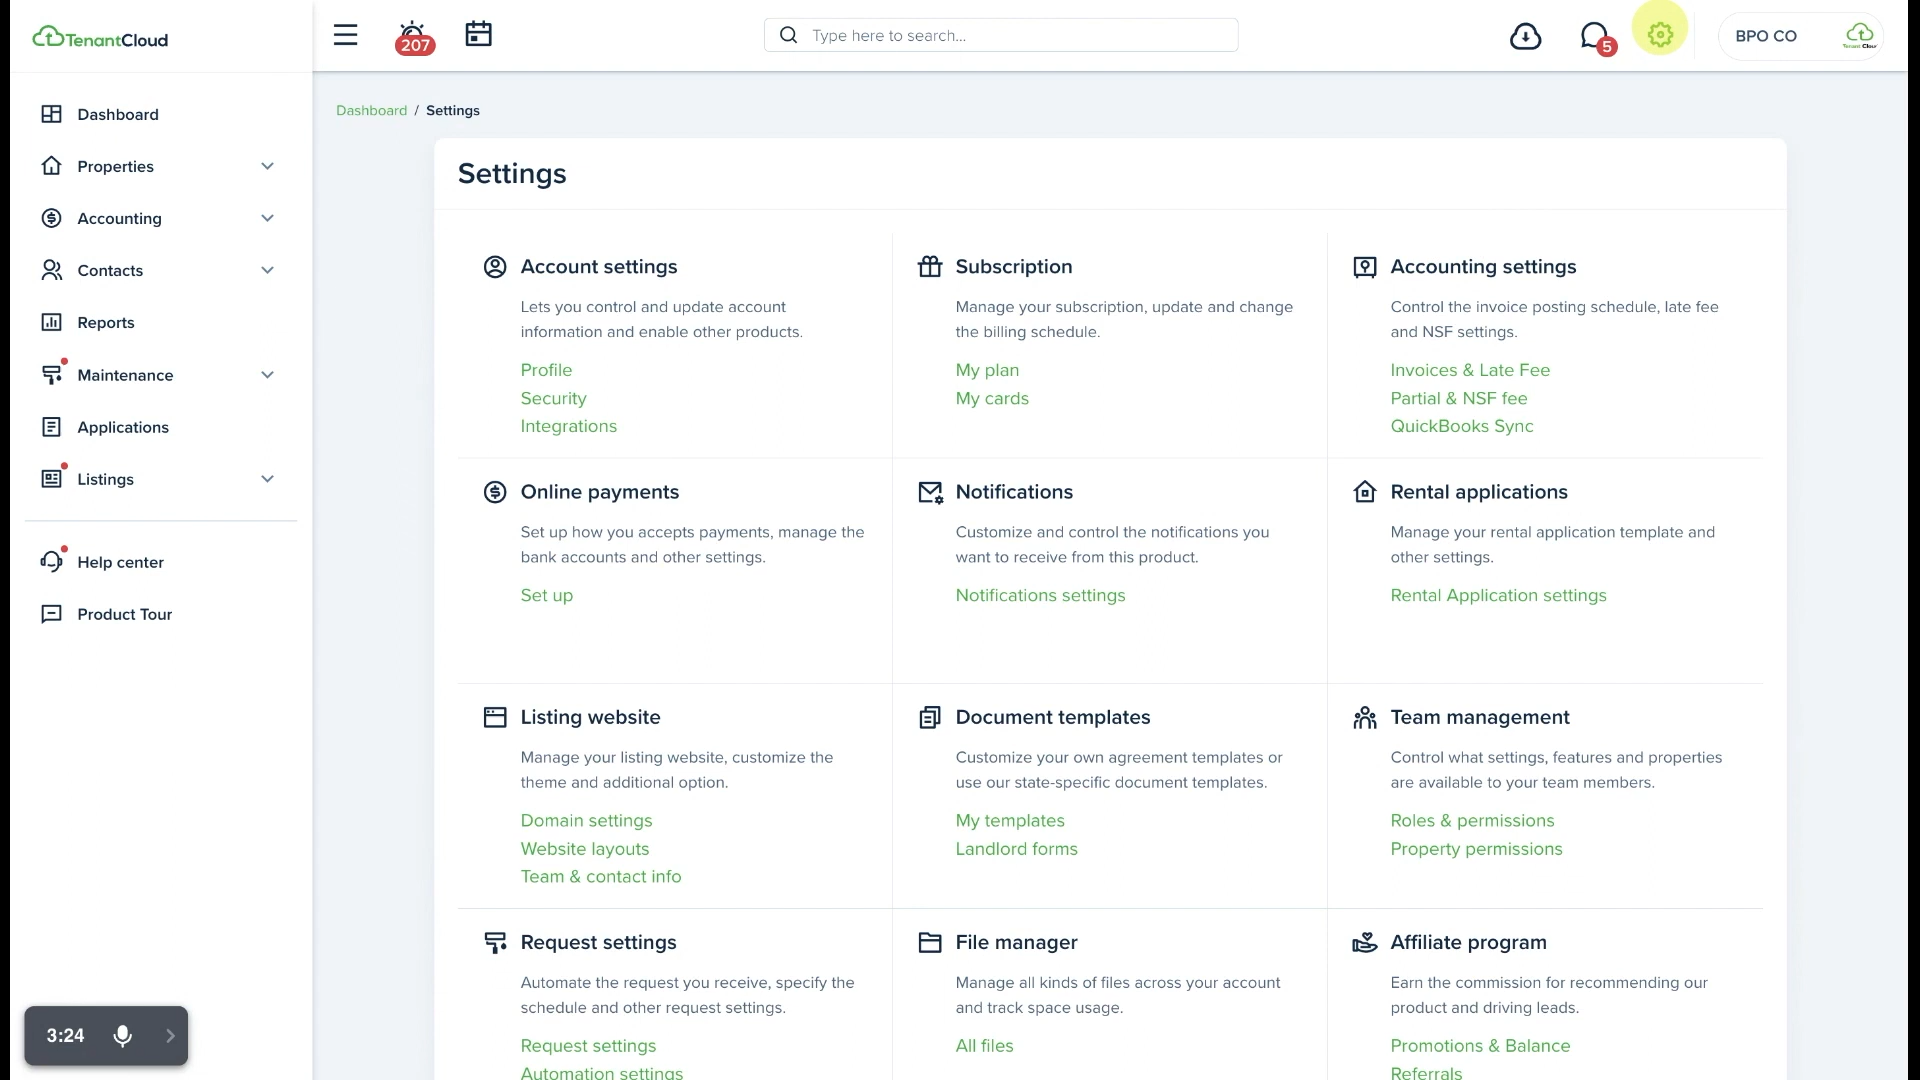 TenantCloud
207
Type here to search...
5
BPO CO
Tenant Cloud
Dashboard
Properties
Accounting
Contacts
Reports
Maintenance
Applications
Listings
Help center
Product Tour
3:24
Dashboard / Settings
Settings
Account settings
Lets you control and update account
information and enable other products.
Profile
Security
Integrations
Subscription
Manage your subscription, update and change
the billing schedule.
My plan
My cards
Accounting settings
Control the invoice posting schedule, late fee
and NSF settings.
Invoices & Late Fee
Partial & NSF fee
QuickBooks Sync
Online payments
Set up how you accepts payments, manage the
bank accounts and other settings.
Set up
Notifications
Customize and control the notifications you
want to receive from this product.
Notifications settings
Rental applications
Manage your rental application template and
other settings.
Rental Application settings
Listing website
Manage your listing website, customize the
theme and additional option.
Domain settings
Website layouts
Team & contact info
Document templates
Customize your own agreement templates or
use our state-specific document templates.
My templates
Landlord forms
Team management
Control what settings, features and properties
are available to your team members.
Roles & permissions
Property permissions
Request settings
Automate the request you receive, specify the
schedule and other request settings.
Request settings
Automation settings
File manager
Manage all kinds of files across your account
and track space usage.
All files
Affiliate program
Earn the commission for recommending our
product and driving leads.
Promotions & Balance
Referrals